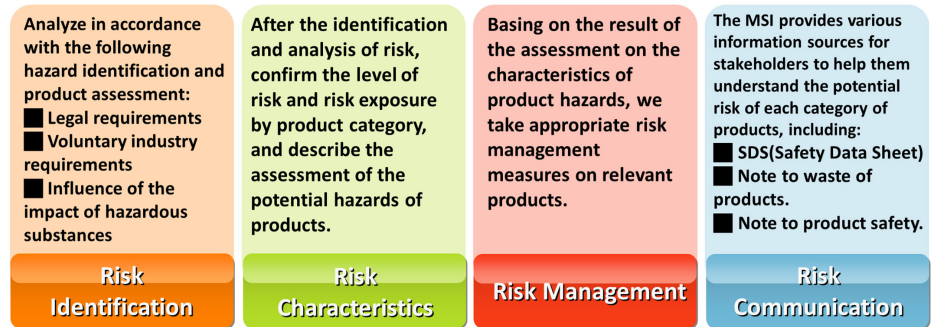 Analyze in accordance
with the following
hazard identification and
product assessment:
■ Legal requirements
■ Voluntary industry
requirements
■ Influence of the
impact of hazardous
substances
Risk
Identification
After the identification
and analysis of risk,
confirm the level of
risk and risk exposure
by product category,
and describe the
assessment of the
potential hazards of
products.
Risk
Characteristics
Basing on the result of
the assessment on the
characteristics of
product hazards, we
take appropriate risk
management
measures on relevant
products.
Risk Management
The MSI provides various
information sources for
stakeholders to help them
understand the potential
risk of each category of
products, including:
■ SDS(Safety Data Sheet)
■ Note to waste of
products.
■ Note to product safety.
Risk
Communication